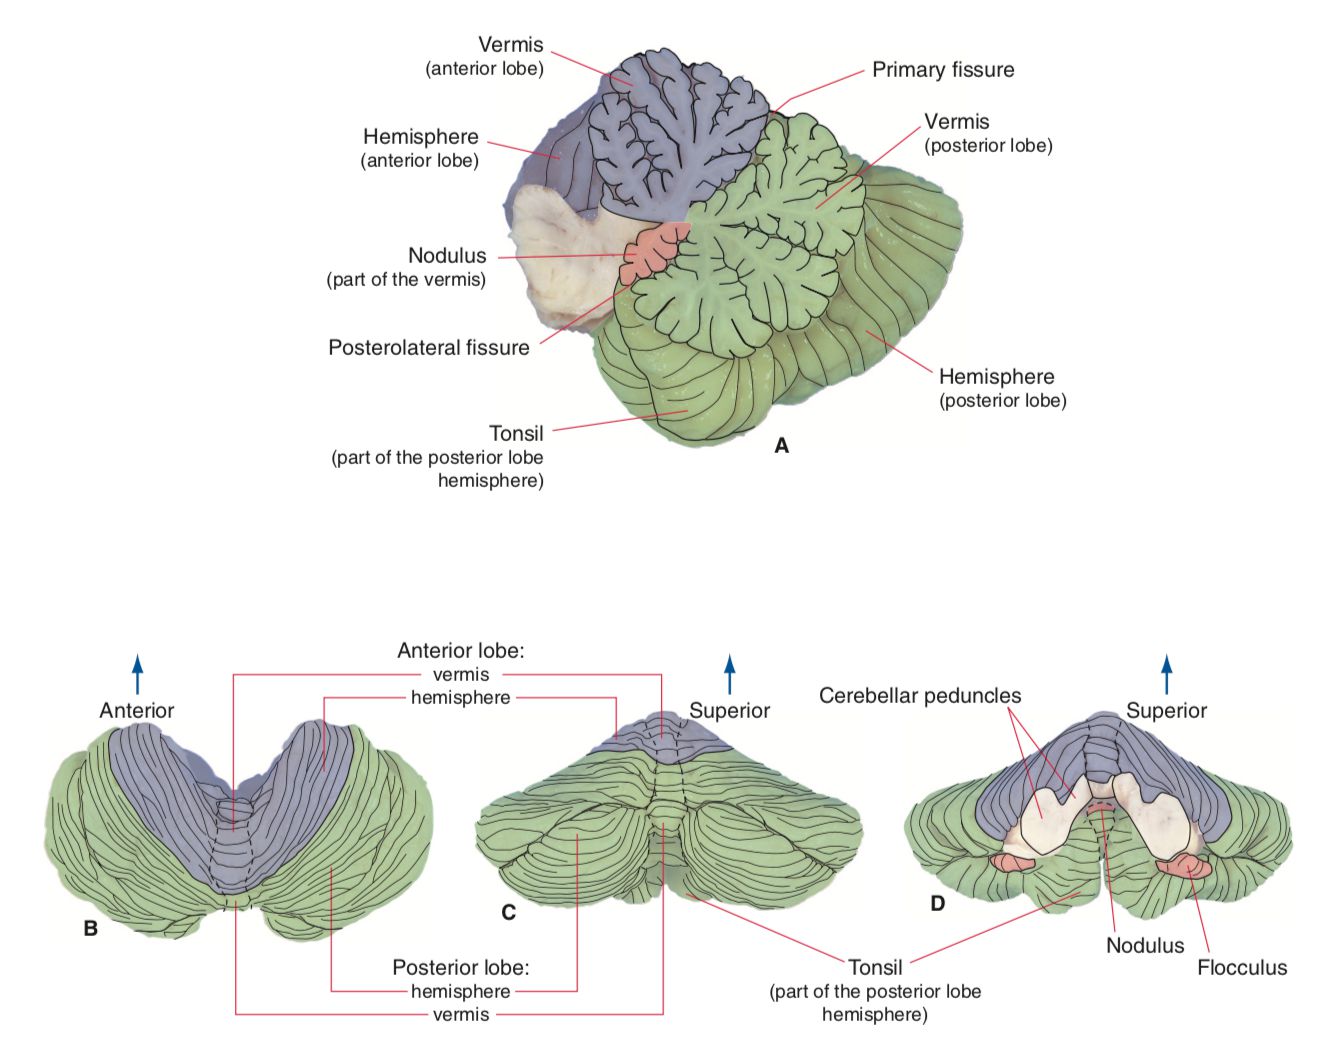 Vermis
(anterior lobe)
Primary fissure
Vermis
(posterior lobe)
Hemisphere
(anterior lobe)
Nodulus
(part of the vermis)
Posterolateral fissure
Hemisphere
(posterior lobe)
Tonsil
(part of the posterior lobe
hemisphere)
A
Anterior lobe:
vermis
hemisphere
Anterior
Superior
Cerebellar peduncles
Superior
B
C
D
Posterior lobe:
hemisphere
vermis
Tonsil
(part of the posterior lobe
hemisphere)
Nodulus
Flocculus